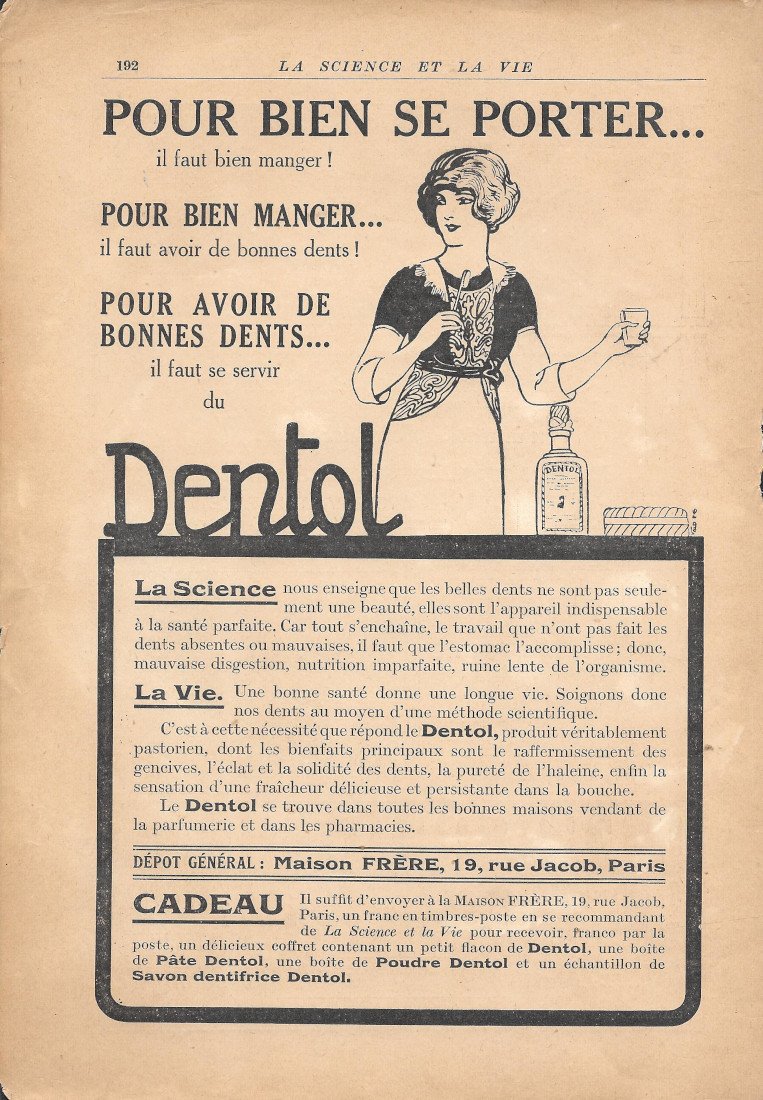 192
LA SCIENCE ET LA VIE
POUR BIEN SE PORTER...
il faut bien manger !
POUR BIEN MANGER...
il faut avoir de bonnes dents !
POUR AVOIR DE
BONNES DENTS...
il faut se servir
du
Dentol
DENTOL
La Science nous enseigne que les belles dents ne sont pas seule-
ment une beauté, elles sont l'appareil indispensable
à la santé parfaite. Car tout s'enchaîne, le travail que n'ont pas fait les
dents absentes ou mauvaises, il faut que l'estomac l'accomplisse ; donc,
mauvaise disgestion, nutrition imparfaite, ruine lente de l'organisme.
La Vie. Une bonne santé donne une longue vie. Soignons donc
nos dents au moyen d'une méthode scientifique.
C'est à cette nécessité que répond le Dentol, produit véritablement
pastorien, dont les bienfaits principaux sont le raffermissement des
gencives, l'éclat et la solidité des dents, la pureté de l'haleine, enfin la
sensation d'une fraîcheur délicieuse et persistante dans la bouche.
Le Dentol se trouve dans toutes les bonnes maisons vendant de
la parfumerie et dans les pharmacies.
DÉPOT GÉNÉRAL : Maison FRÈRE, 19, rue Jacob, Paris
CADEAU Il suffit d'envoyer à la MAISON FRÈRE, 19, rue Jacob,
Paris, un franc en timbres-poste en se recommandant
de La Science et la Vie pour recevoir, franco par la
poste, un délicieux coffret contenant un petit flacon de Dentol, une boîte
de Pâte Dentol, une boîte de Poudre Dentol et un échantillon de
Savon dentifrice Dentol.